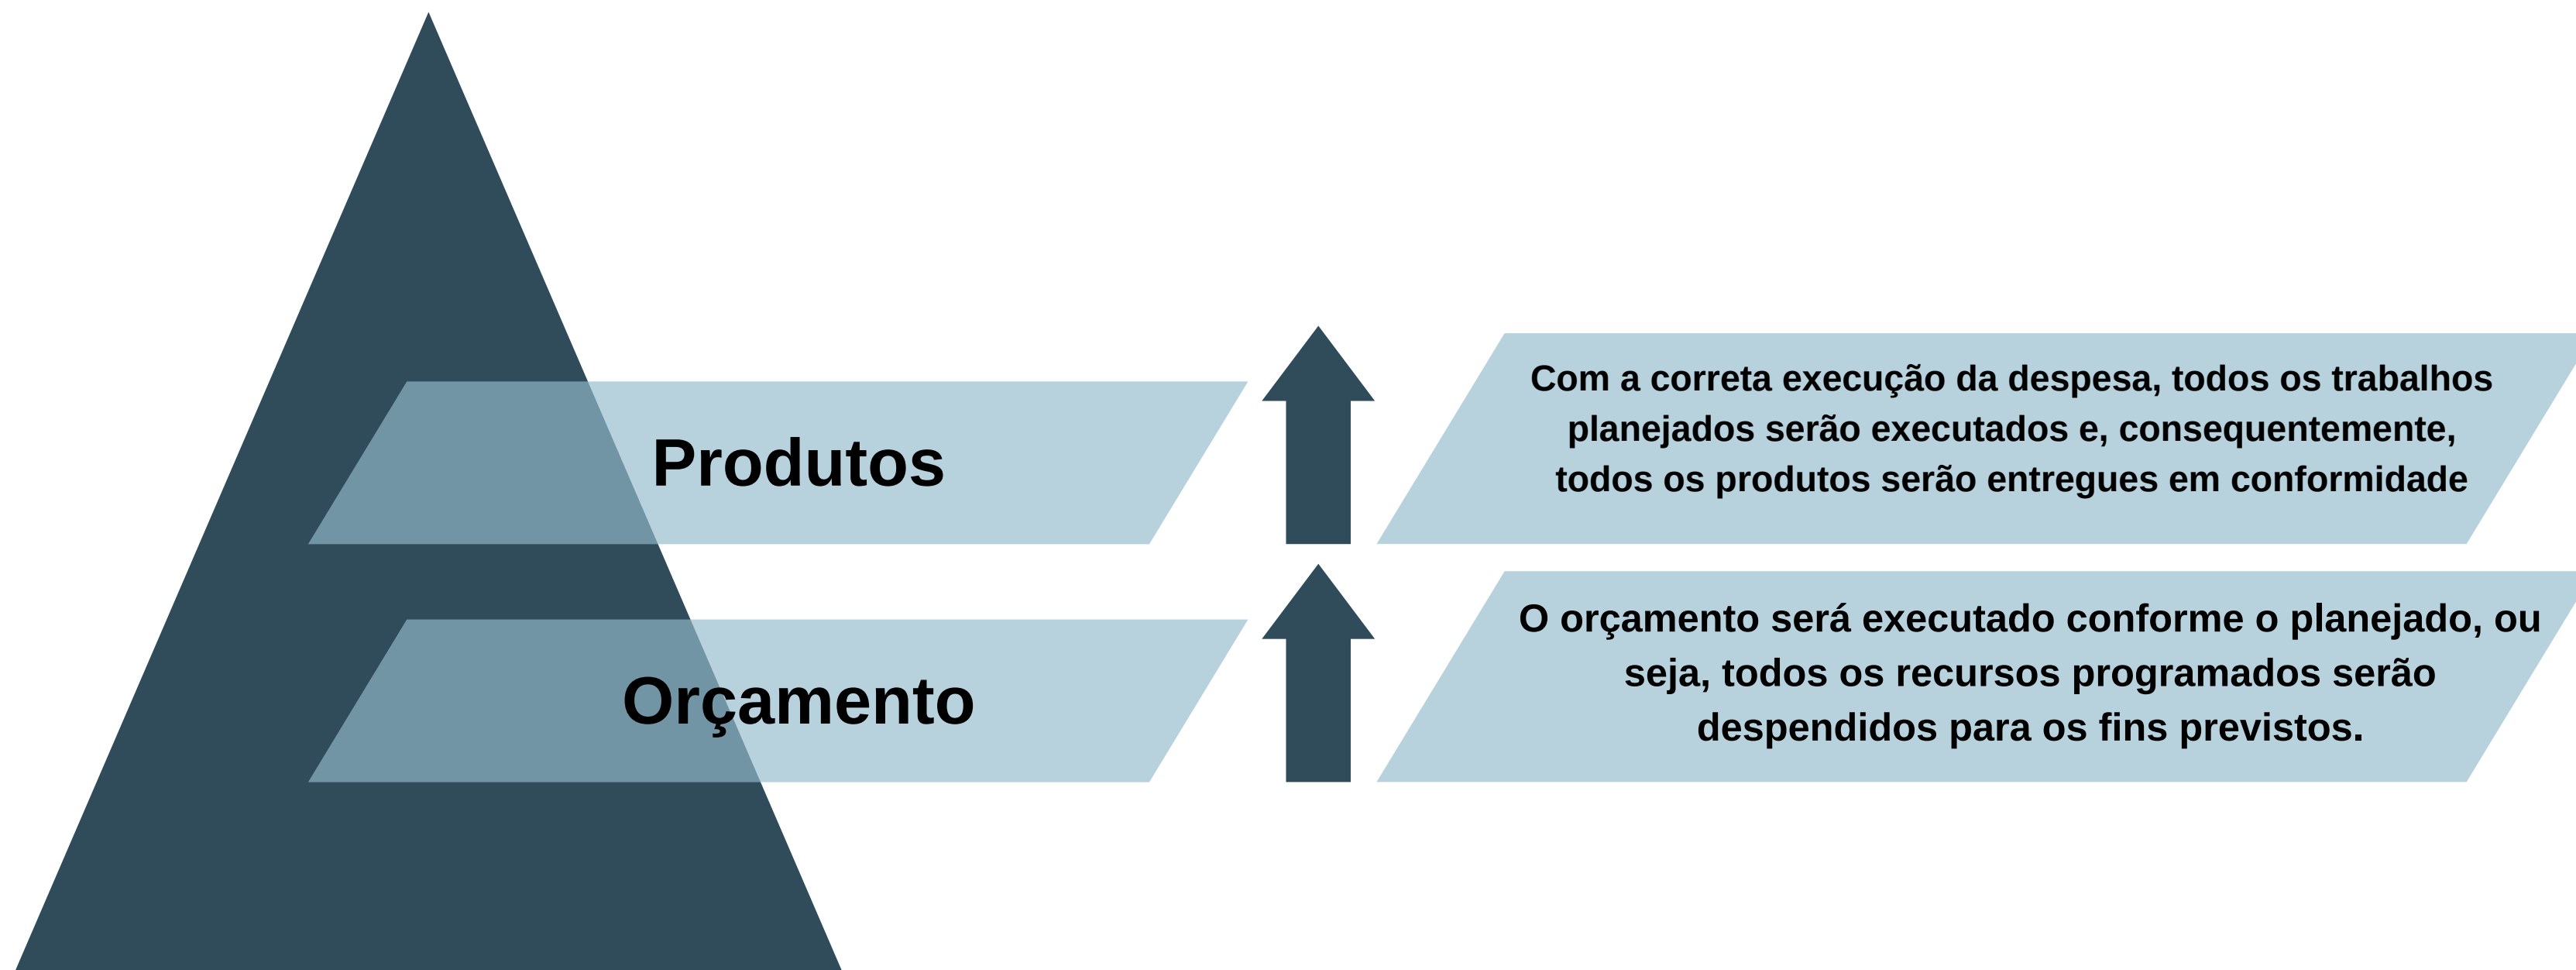 Produtos
Com a correta execução da despesa, todos os trabalhos
planejados serão executados e, consequentemente,
todos os produtos serão entregues em conformidade
Orçamento
O orçamento será executado conforme o planejado, ou
seja, todos os recursos programados serão
despendidos para os fins previstos.